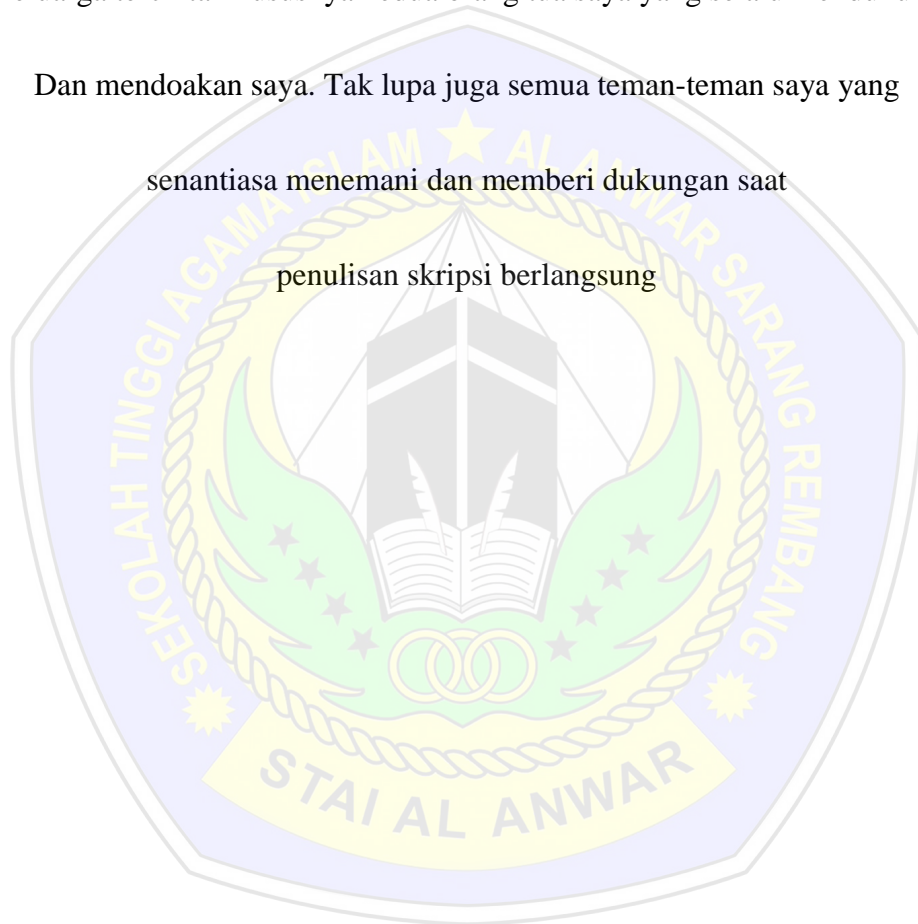 Dan mendoakan saya. Tak lupa juga semua teman-teman saya yang
senantiasa menemani dan memberi dukungan saat
penulisan skripsi berlangsung
SEKOLAH TINGGI AGAMA ISLAM ★ AL ANWAR SARANG REMBANG
STAI AL ANWAR